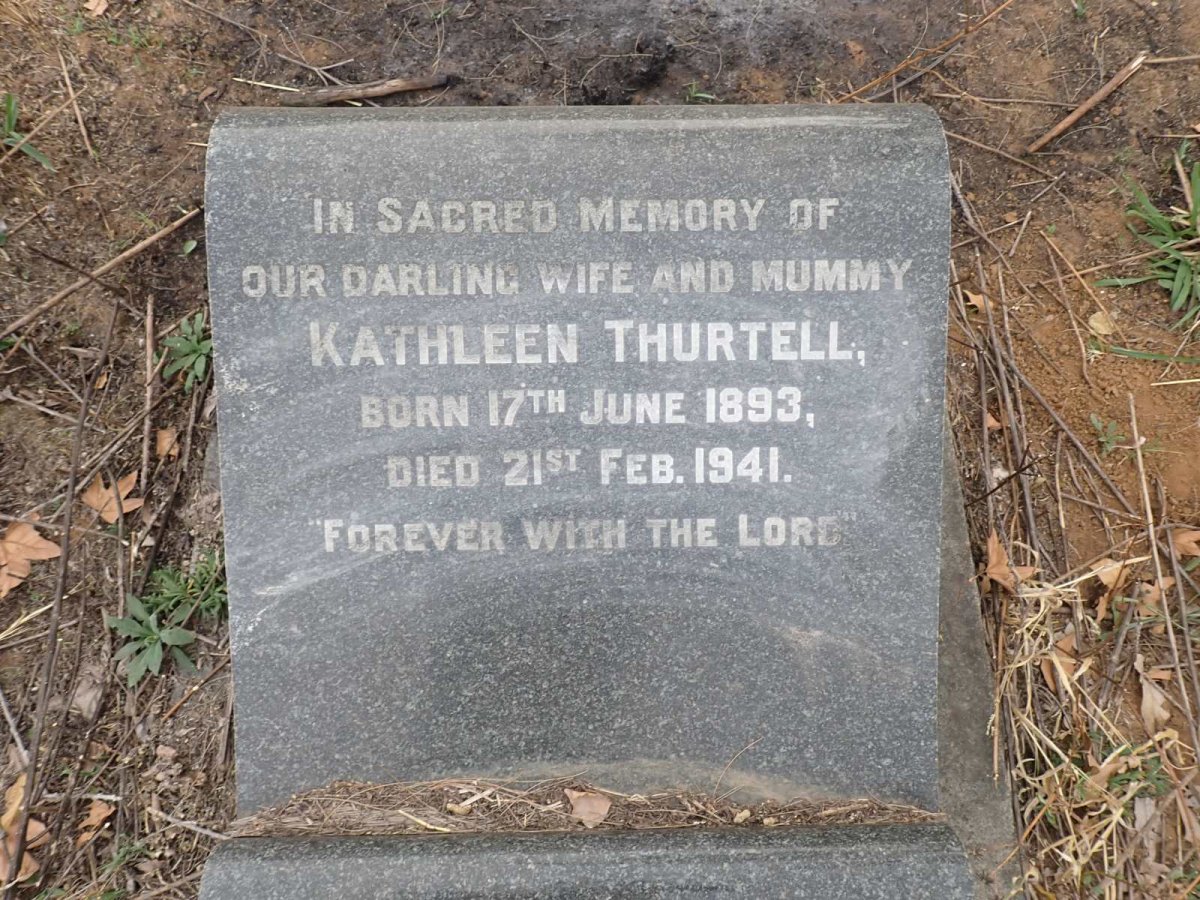 In Sacred Memory of
our darling wife and mummy
Kathleen Thurtell,
born 17th June 1893,
died 21st Feb. 1941.
"Forever with the Lord"